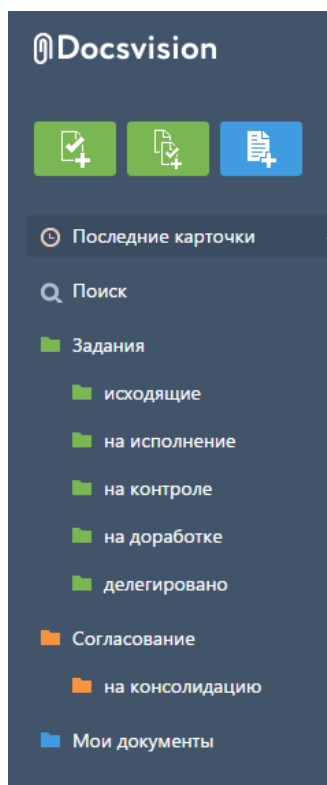 Docsvision
Последние карточки
Поиск
Задания
исходящие
на исполнение
на контроле
на доработке
делегировано
Согласование
на консолидацию
Мои документы